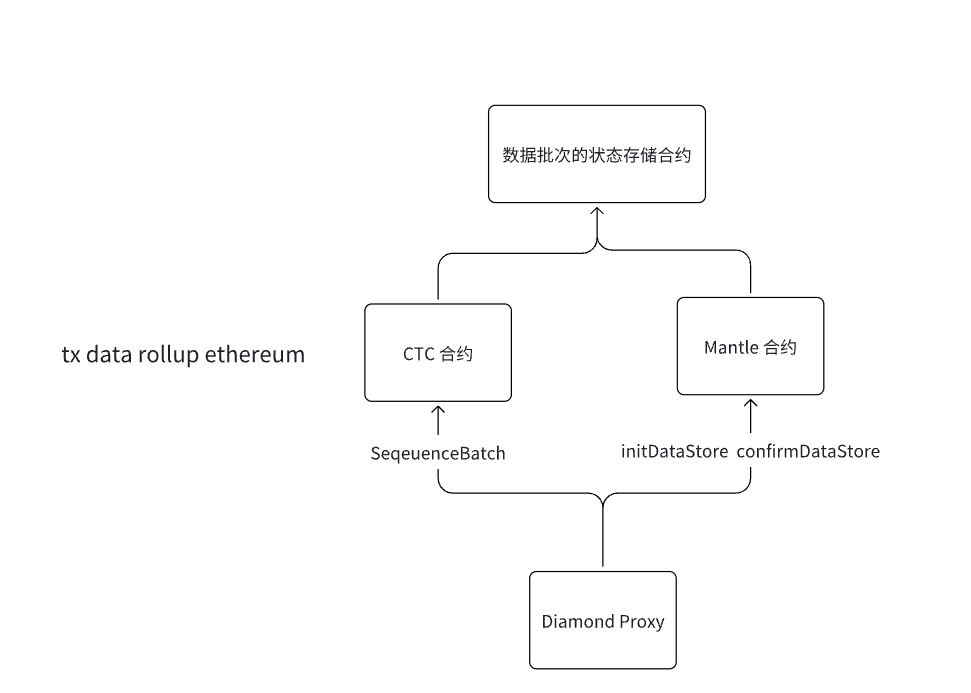 数据批次的状态存储合约
CTC 合约
Mantle 合约
tx data rollup ethereum
SeqeuenceBatch
initDataStore confirmDataStore
Diamond Proxy